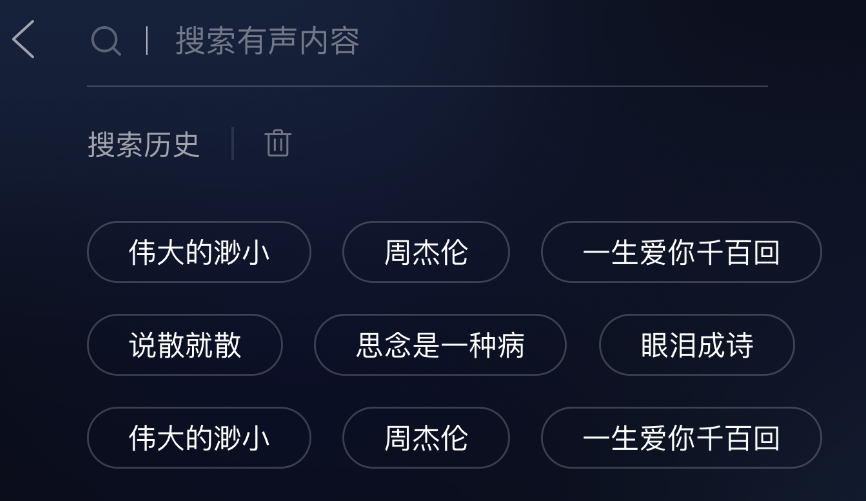 搜索有声内容
搜索历史
伟大的渺小 周杰伦 一生爱你千百回
说散就散 思念是一种病 眼泪成诗
伟大的渺小 周杰伦 一生爱你千百回